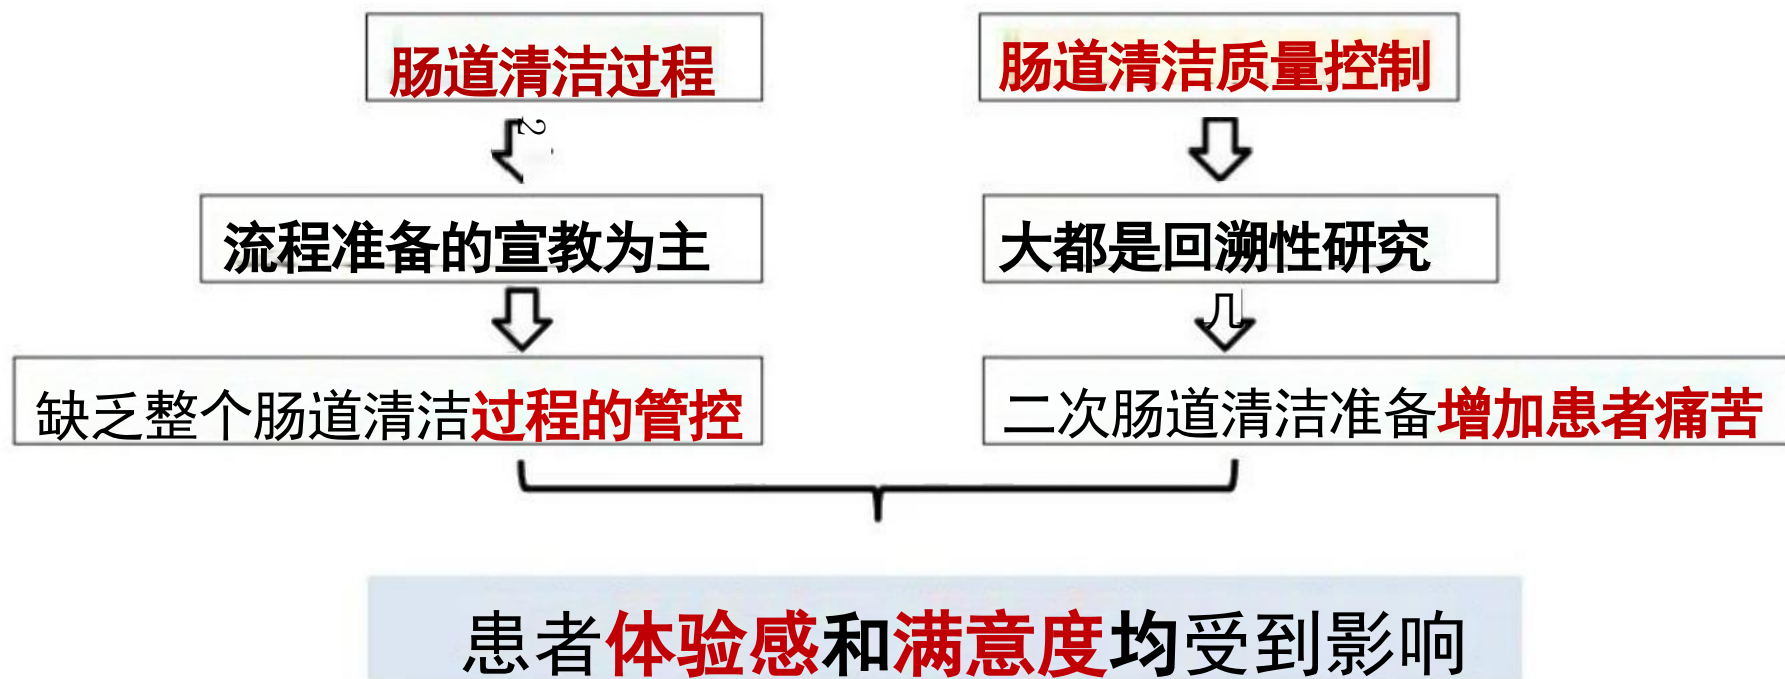 肠道清洁过程
肠道清洁质量控制
2
流程准备的宣教为主
大都是回溯性研究
几
缺乏整个肠道清洁过程的管控
二次肠道清洁准备增加患者痛苦
患者体验感和满意度均受到影响